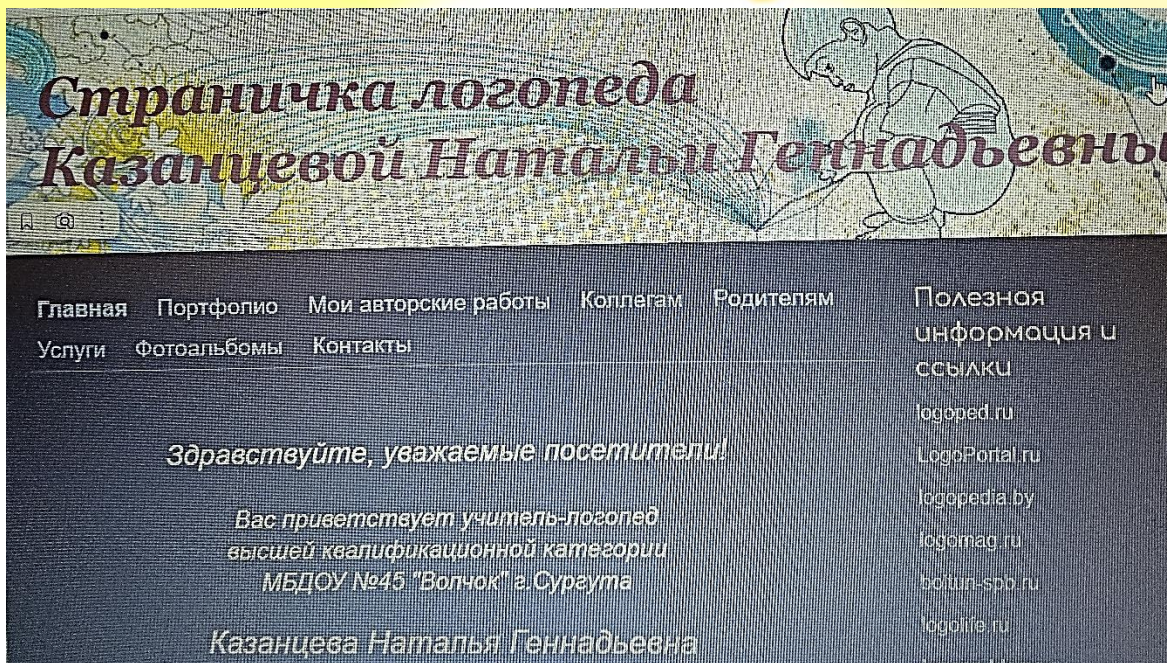 Страничка логопеда
Казанцевой Натальи Геннадьевны
Главная Портфолио Мои авторские работы Коллегам Родителям
Услуги Фотоальбомы Контакты
Здравствуйте, уважаемые посетители!
Вас приветствует учитель-логопед
высшей квалификационной категории
МБДОУ №45 "Волчок" г.Сургута
Казанцева Наталья Геннадьевна
Полезная
информация и
ссылки
logoped.ru
LogoPortal.ru
logopedia.by
logomag.ru
boltun-spb.ru
logolife.ru